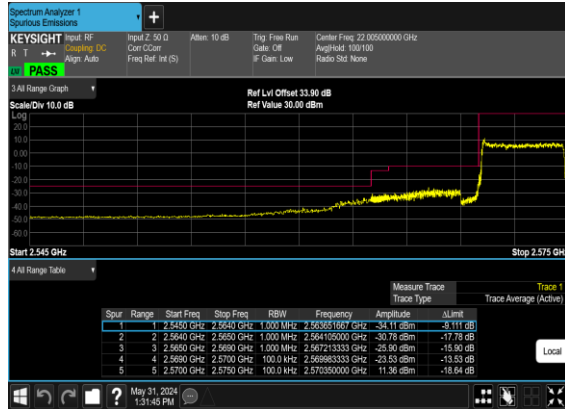 Spectrum Analyzer 1
Spurious Emissions
+
KEYSIGHT Input: RF Input Z: 50 Ω Atten: 10 dB Trig: Free Run Center Freq: 22.005000000 GHz
R T Coupling: DC Corr CCorr Gate: Off Avg|Hold: 100/100
Align: Auto Freq Ref: Int (S) IF Gain: Low Radio Std: None
PASS
3 All Range Graph
Ref Lvl Offset 33.90 dB
Scale/Div 10.0 dB Ref Value 30.00 dBm
Log
20.0
10.0
0.00
-10.0
-20.0
-30.0
-40.0
-50.0
-60.0
Start 2.545 GHz Stop 2.575 GH
4 All Range Table
Measure Trace Trace 1
Trace Type Trace Average (Active)
Spur Range Start Freq Stop Freq RBW Frequency Amplitude ΔLimit
1 1 2.5450 GHz 2.5640 GHz 1.000 MHz 2.563651667 GHz -34.11 dBm -9.111 dB
2 2 2.5640 GHz 2.5650 GHz 1.000 MHz 2.564105000 GHz -30.78 dBm -17.78 dB
3 3 2.5650 GHz 2.5690 GHz 1.000 MHz 2.567213333 GHz -25.90 dBm -15.90 dB
4 4 2.5690 GHz 2.5700 GHz 100.0 kHz 2.569983333 GHz -23.53 dBm -13.53 dB
5 5 2.5700 GHz 2.5750 GHz 100.0 kHz 2.570350000 GHz 11.36 dBm -18.64 dB
Local
? May 31, 2024
1:31:45 PM